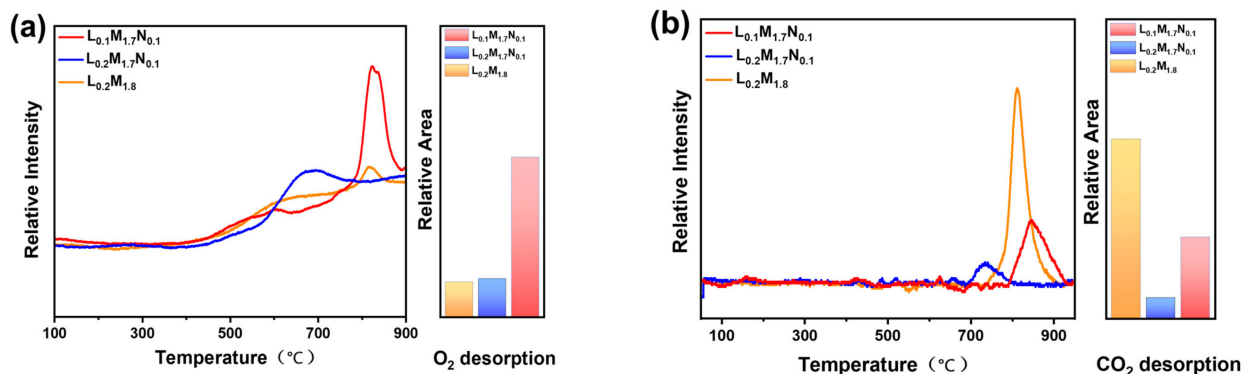 (a)
L0.1M1.7N0.1
L0.2M1.7N0.1
L0.2M1.8
Relative Intensity
100 300 500 700 900
Temperature（℃）
L0.1M1.7N0.1
L0.2M1.7N0.1
L0.2M1.8
Relative Area
O2 desorption
(b)
L0.1M1.7N0.1
L0.2M1.7N0.1
L0.2M1.8
Relative Intensity
100 300 500 700 900
Temperature（℃）
L0.1M1.7N0.1
L0.2M1.7N0.1
L0.2M1.8
Relative Area
CO2 desorption